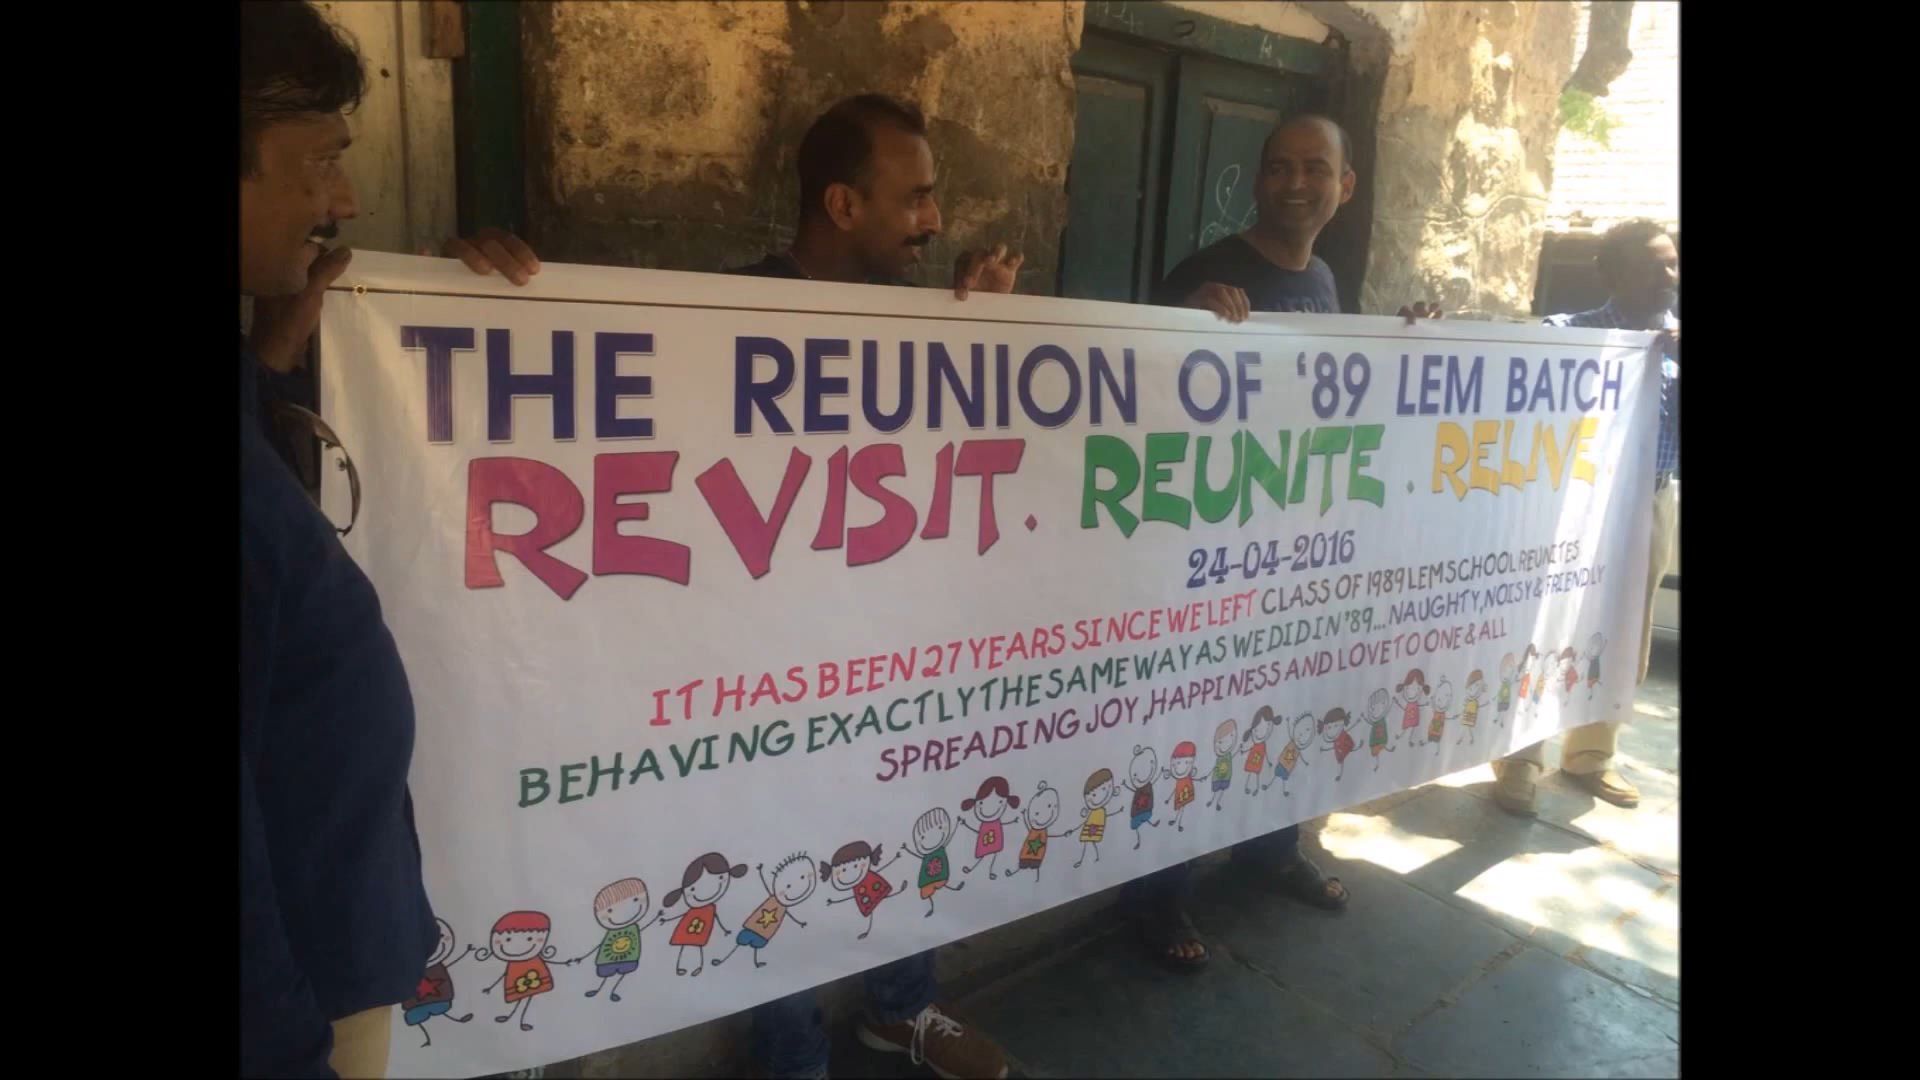 THE REUNION OF ‘89 LEM BATCH
REVISIT. REUNITE . RELIVE.
24-04-2016
IT HAS BEEN 27 YEARS SINCE WE LEFT CLASS OF 1989 LEM SCHOOL REUNITES
BEHAVING EXACTLY THE SAME WAY AS WE DID IN '89... NAUGHTY, NOISY & FRIENDLY
SPREADING JOY, HAPPINESS AND LOVE TO ONE & ALL